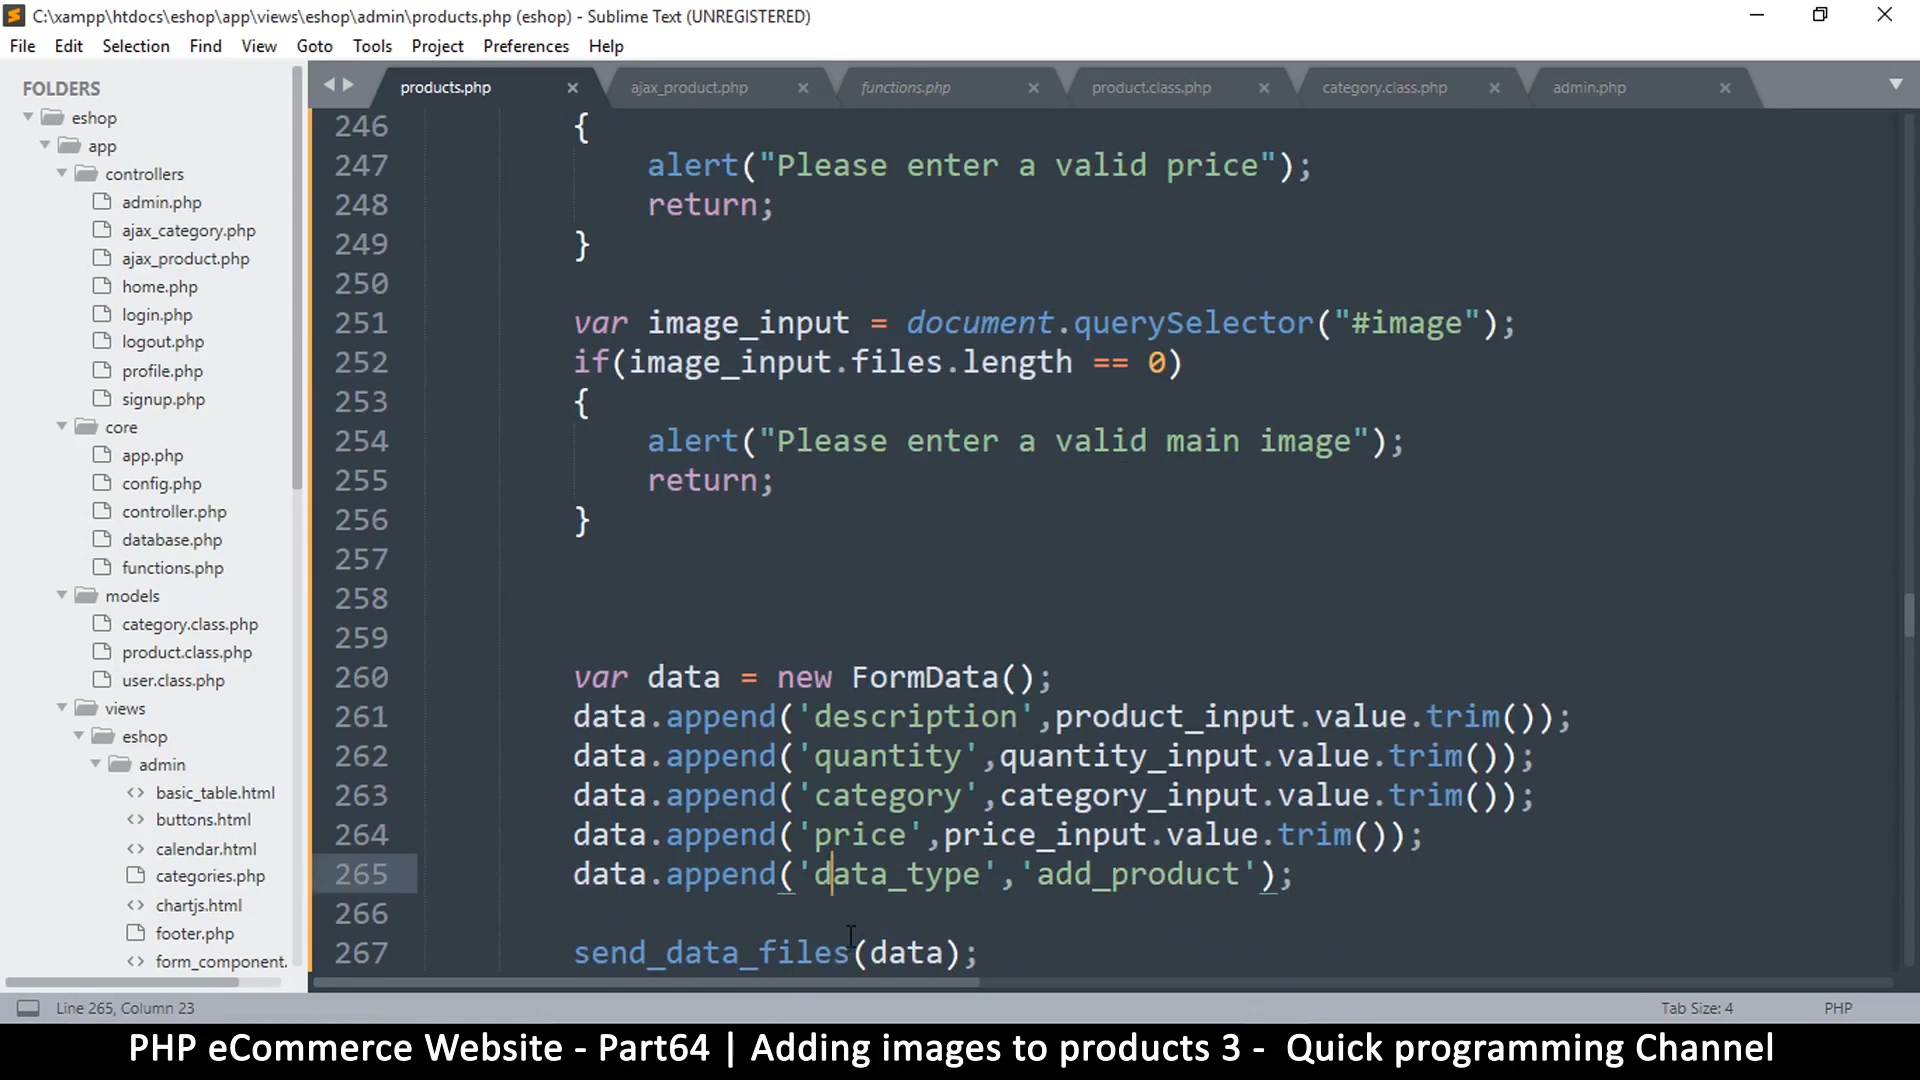 C:\xampp\htdocs\eshop\app\views\eshop\admin\products.php (eshop) - Sublime Text (UNREGISTERED)
File Edit Selection Find View Goto Tools Project Preferences Help
FOLDERS
eshop
app
controllers
admin.php
ajax_category.php
ajax_product.php
home.php
login.php
logout.php
profile.php
signup.php
core
app.php
config.php
controller.php
database.php
functions.php
models
category.class.php
product.class.php
user.class.php
views
eshop
admin
basic_table.html
buttons.html
calendar.html
categories.php
chartjs.html
footer.php
form_component.
products.php ajax_product.php functions.php product.class.php category.class.php admin.php
246 {
247 alert("Please enter a valid price");
248 return;
249 }
250
251 var image_input = document.querySelector("#image");
252 if(image_input.files.length == 0)
253 {
254 alert("Please enter a valid main image");
255 return;
256 }
257
258
259
260 var data = new FormData();
261 data.append('description',product_input.value.trim());
262 data.append('quantity',quantity_input.value.trim());
263 data.append('category',category_input.value.trim());
264 data.append('price',price_input.value.trim());
265 data.append('data_type','add_product');
266
267 send_data_files(data);
Line 265, Column 23 Tab Size: 4 PHP
PHP eCommerce Website - Part64 | Adding images to products 3 - Quick programming Channel